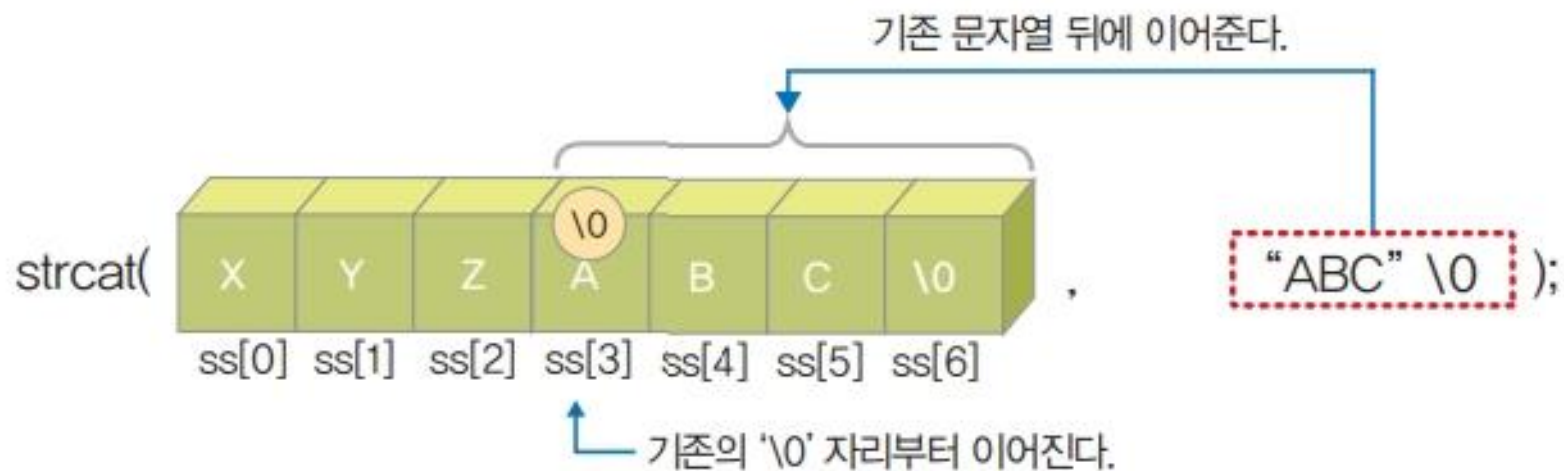 기존 문자열 뒤에 이어준다.
\0
strcat( X Y Z A B C \0 , “ABC” \0 );
ss[0] ss[1] ss[2] ss[3] ss[4] ss[5] ss[6]
기존의 ‘\0’ 자리부터 이어진다.